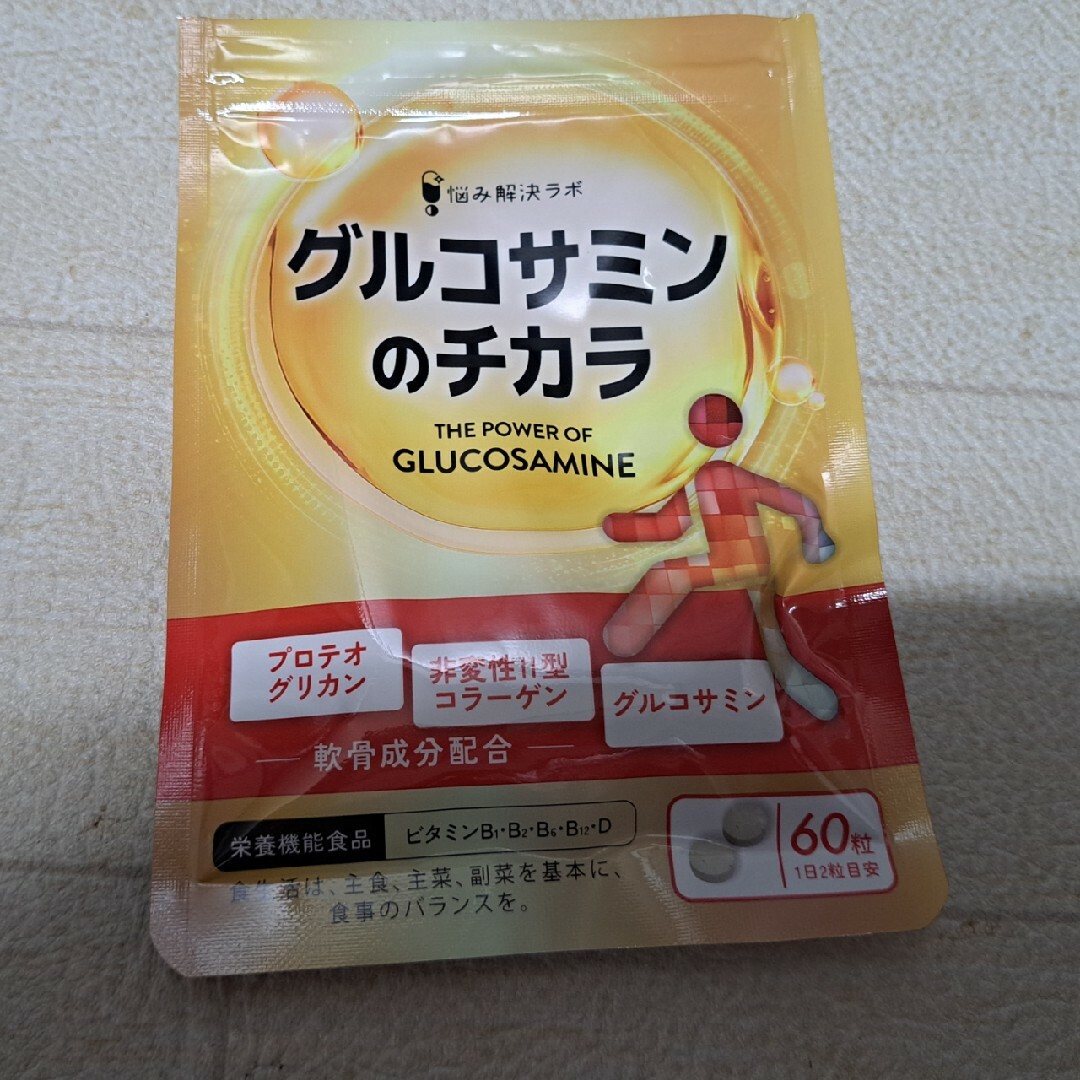 悩み解決ラボ
グルコサミン
のチカラ
THE POWER OF
GLUCOSAMINE
プロテオ
グリカン
非変性II型
コラーゲン
グルコサミン
軟骨成分配合
栄養機能食品
ビタミンB1・B2・B6・B12・D
食生活は、主食、主菜、副菜を基本に、
食事のバランスを。
60粒
1日2粒目安